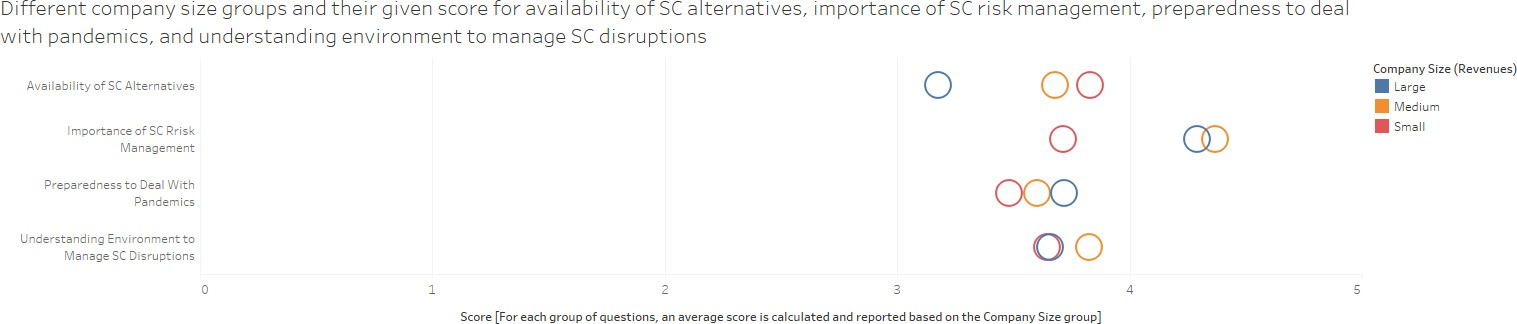 Different company size groups and their given score for availability of SC alternatives, importance of SC risk management, preparedness to deal
with pandemics, and understanding environment to manage SC disruptions
Company Size (Revenues)
Large
Medium
Small
Availability of SC Alternatives
Importance of SC Rrisk
Management
Preparedness to Deal With
Pandemics
Understanding Environment to
Manage SC Disruptions
0 1 2 3 4 5
Score [For each group of questions, an average score is calculated and reported based on the Company Size group]